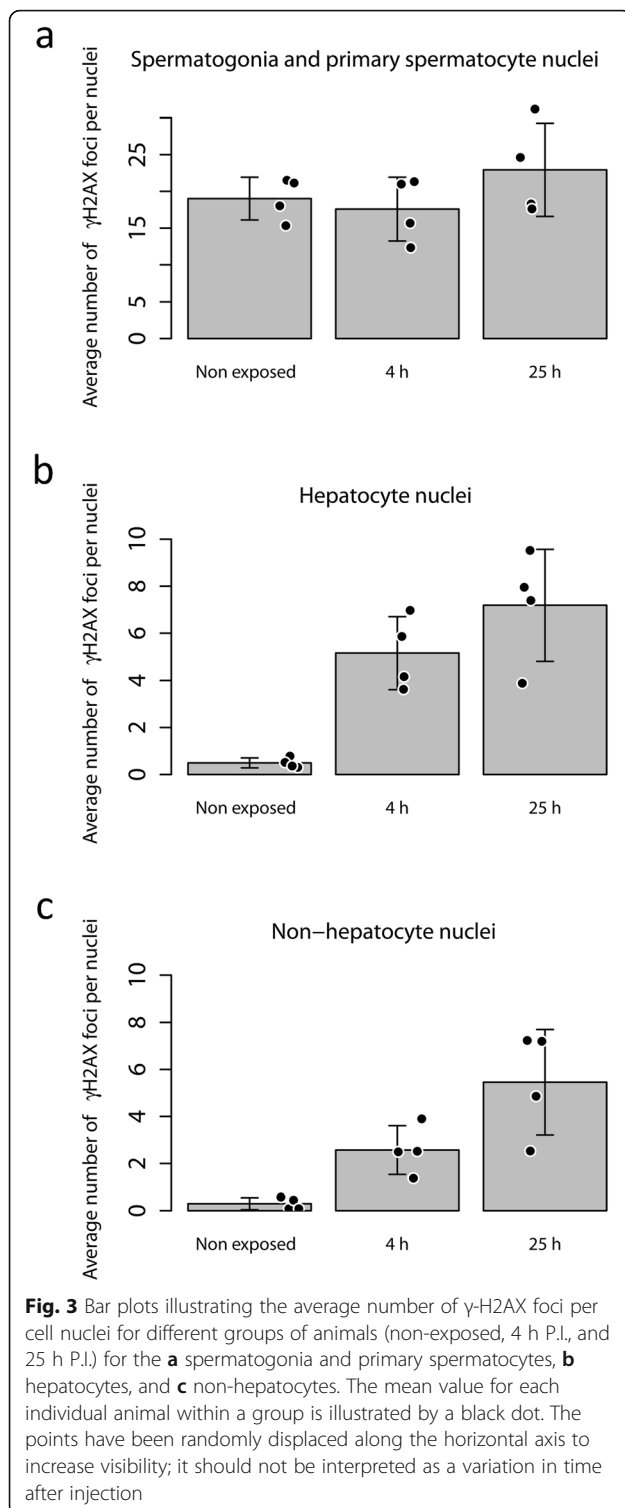 a
Spermatogonia and primary spermatocyte nuclei
Average number of γH2AX foci per nuclei
25
15
5
0
Non exposed 4 h 25 h
b
Hepatocyte nuclei
Average number of γH2AX foci per nuclei
10
8
6
4
2
0
Non exposed 4 h 25 h
c
Non−hepatocyte nuclei
Average number of γH2AX foci per nuclei
10
8
6
4
2
0
Non exposed 4 h 25 h
Fig. 3 Bar plots illustrating the average number of γ-H2AX foci per
cell nuclei for different groups of animals (non-exposed, 4 h P.I., and
25 h P.I.) for the a spermatogonia and primary spermatocytes, b
hepatocytes, and c non-hepatocytes. The mean value for each
individual animal within a group is illustrated by a black dot. The
points have been randomly displaced along the horizontal axis to
increase visibility; it should not be interpreted as a variation in time
after injection